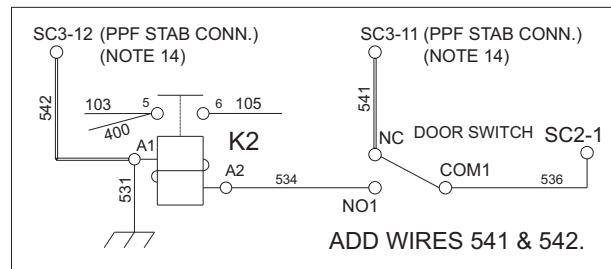 SC3-12 (PPF STAB CONN.)
(NOTE 14)
SC3-11 (PPF STAB CONN.)
(NOTE 14)
542
541
103
5
6
105
400
A1
K2
NC
DOOR SWITCH
SC2-1
531
A2
534
NO1
COM1
536
ADD WIRES 541 & 542.